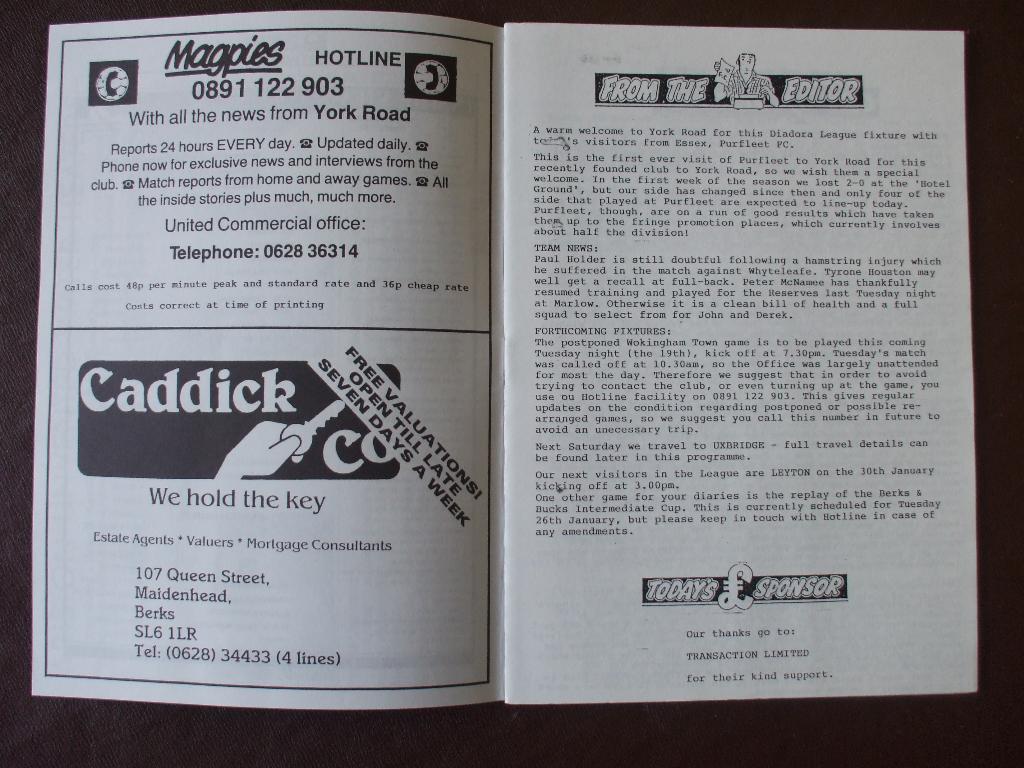 Magpies HOTLINE
0891 122 903
With all the news from York Road
Reports 24 hours EVERY day. ☎ Updated daily. ☎
Phone now for exclusive news and interviews from the
club. ☎ Match reports from home and away games. ☎ All
the inside stories plus much, much more.
United Commercial office:
Telephone: 0628 36314
Calls cost 48p per minute peak and standard rate and 36p cheap rate
Costs correct at time of printing
Caddick
& CO
FREE VALUATIONS!
OPEN TILL LATE -
SEVEN DAYS A WEEK
We hold the key
Estate Agents * Valuers * Mortgage Consultants
107 Queen Street,
Maidenhead,
Berks
SL6 1LR
Tel: (0628) 34433 (4 lines)
FROM THE EDITOR
A warm welcome to York Road for this Diadora League fixture with
visitors from Essex, Purfleet FC.
This is the first ever visit of Purfleet to York Road for this
recently founded club to York Road, so we wish them a special
welcome. In the first week of the season we lost 2-0 at the 'Hotel
Ground', but our side has changed since then and only four of the
side that played at Purfleet are expected to line-up today.
Purfleet, though, are on a run of good results which have taken
them up to the fringe promotion places, which currently involves
about half the division!
TEAM NEWS:
Paul Holder is still doubtful following a hamstring injury which
he suffered in the match against Whyteleafe. Tyrone Houston may
well get a recall at full-back. Peter McNamee has thankfully
resumed training and played for the Reserves last Tuesday night
at Marlow. Otherwise it is a clean bill of health and a full
squad to select from for John and Derek.
FORTHCOMING FIXTURES:
The postponed Wokingham Town game is to be played this coming
Tuesday night (the 19th), kick off at 7.30pm. Tuesday's match
was called off at 10.30am, so the Office was largely unattended
for most the day. Therefore we suggest that in order to avoid
trying to contact the club, or even turning up at the game, you
use ou Hotline facility on 0891 122 903. This gives regular
updates on the condition regarding postponed or possible re-
arranged games, so we suggest you call this number in future to
avoid an unecessary trip.
Next Saturday we travel to UXBRIDGE - full travel details can
be found later in this programme.
Our next visitors in the League are LEYTON on the 30th January
kicking off at 3.00pm.
One other game for your diaries is the replay of the Berks &
Bucks Intermediate Cup. This is currently scheduled for Tuesday
26th January, but please keep in touch with Hotline in case of
any amendments.
TODAY'S £ SPONSOR
Our thanks go to:
TRANSACTION LIMITED
for their kind support.